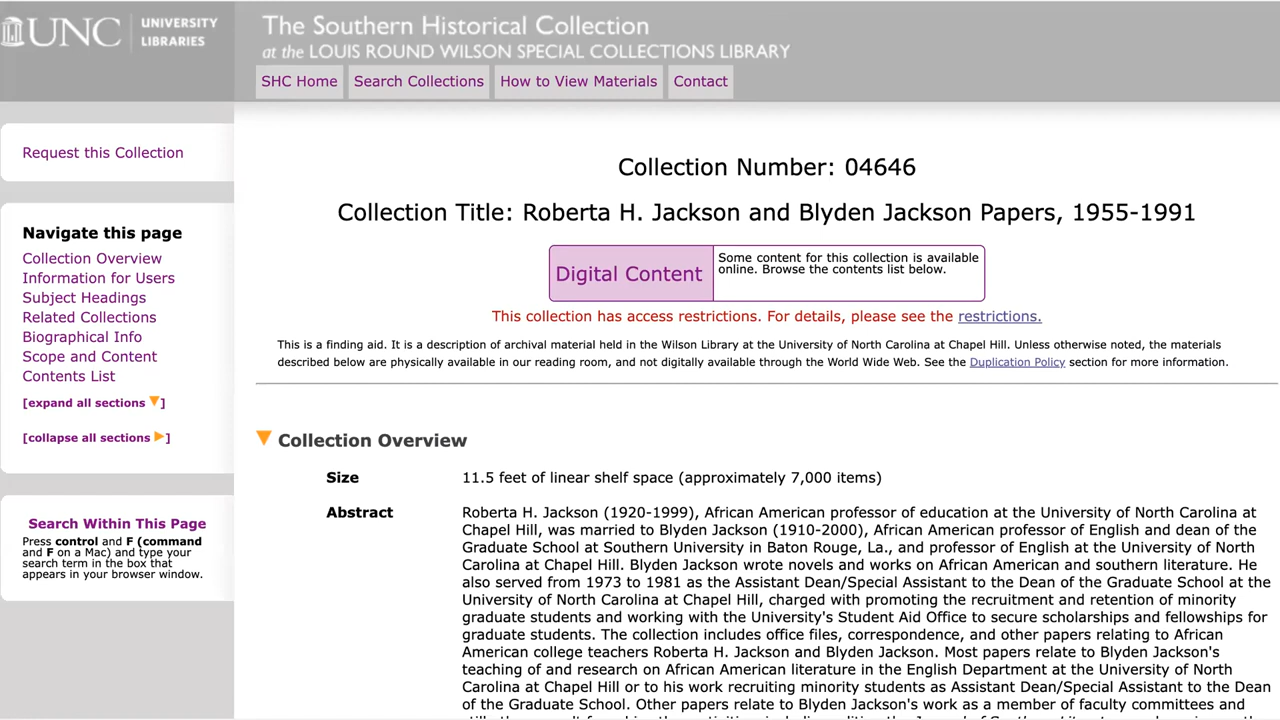 UNC UNIVERSITY LIBRARIES
The Southern Historical Collection
at the LOUIS ROUND WILSON SPECIAL COLLECTIONS LIBRARY
SHC Home Search Collections How to View Materials Contact
Request this Collection
Navigate this page
Collection Overview
Information for Users
Subject Headings
Related Collections
Biographical Info
Scope and Content
Contents List
[expand all sections ]
[collapse all sections ]
Search Within This Page
Press control and F (command
and F on a Mac) and type your
search term in the box that
appears in your browser window.
Collection Number: 04646
Collection Title: Roberta H. Jackson and Blyden Jackson Papers, 1955-1991
Digital Content
Some content for this collection is available
online. Browse the contents list below.
This collection has access restrictions. For details, please see the restrictions.
This is a finding aid. It is a description of archival material held in the Wilson Library at the University of North Carolina at Chapel Hill. Unless otherwise noted, the materials
described below are physically available in our reading room, and not digitally available through the World Wide Web. See the Duplication Policy section for more information.
Collection Overview
Size 11.5 feet of linear shelf space (approximately 7,000 items)
Abstract Roberta H. Jackson (1920-1999), African American professor of education at the University of North Carolina at
Chapel Hill, was married to Blyden Jackson (1910-2000), African American professor of English and dean of the
Graduate School at Southern University in Baton Rouge, La., and professor of English at the University of North
Carolina at Chapel Hill. Blyden Jackson wrote novels and works on African American and southern literature. He
also served from 1973 to 1981 as the Assistant Dean/Special Assistant to the Dean of the Graduate School at the
University of North Carolina at Chapel Hill, charged with promoting the recruitment and retention of minority
graduate students and working with the University's Student Aid Office to secure scholarships and fellowships for
graduate students. The collection includes office files, correspondence, and other papers relating to African
American college teachers Roberta H. Jackson and Blyden Jackson. Most papers relate to Blyden Jackson's
teaching of and research on African American literature in the English Department at the University of North
Carolina at Chapel Hill or to his work recruiting minority students as Assistant Dean/Special Assistant to the Dean
of the Graduate School. Other papers relate to Blyden Jackson's work as a member of faculty committees and